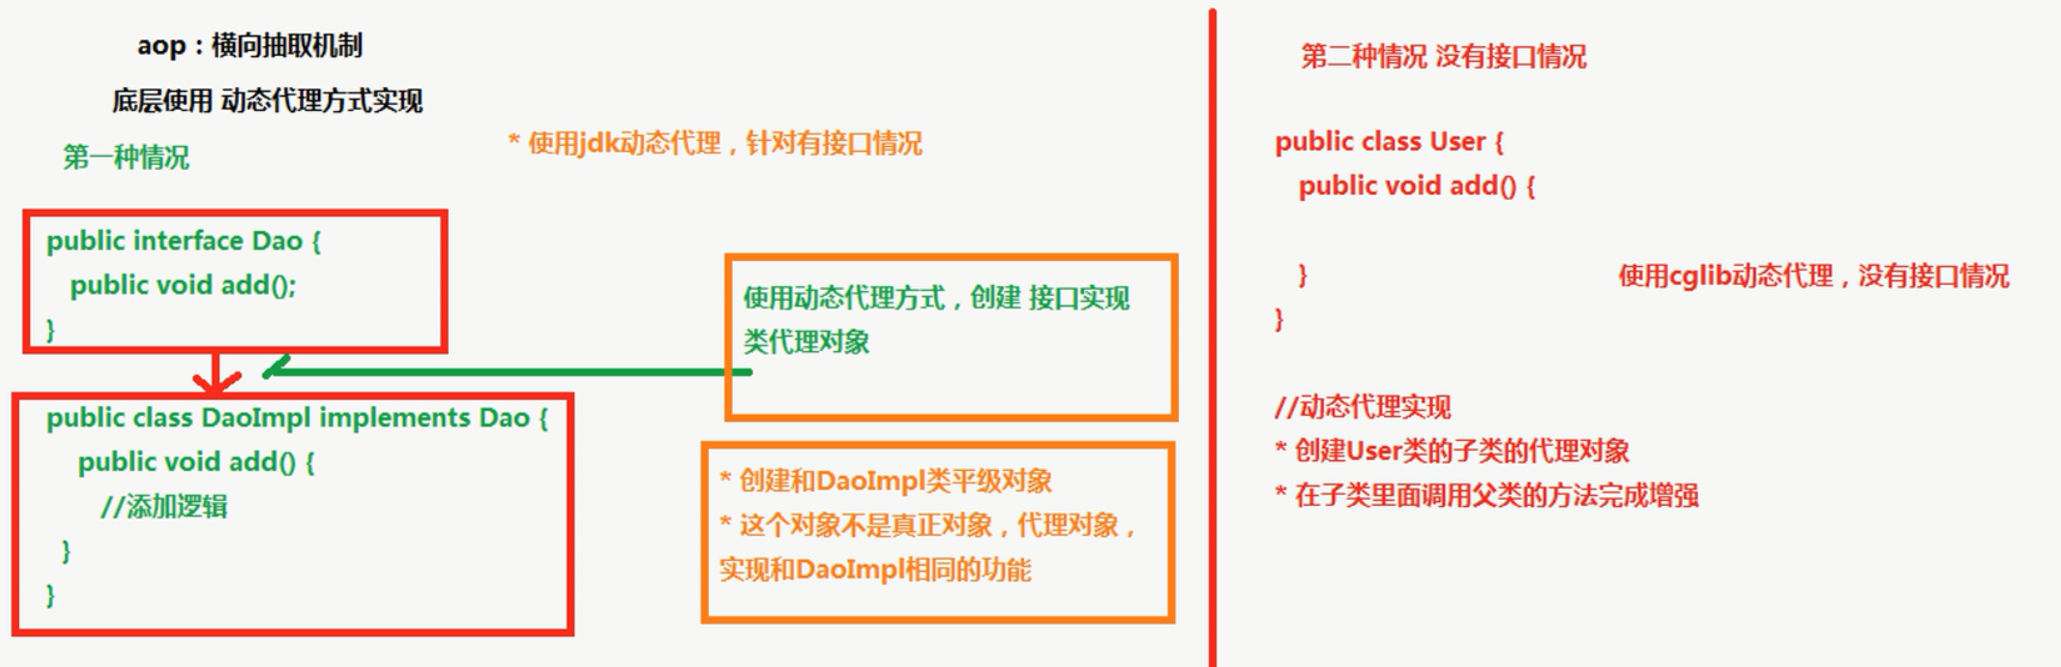 aop：横向抽取机制
底层使用 动态代理方式实现
第一种情况
* 使用jdk动态代理，针对有接口情况
public interface Dao {
public void add();
}
public class DaoImpl implements Dao {
public void add() {
//添加逻辑
}
}
使用动态代理方式，创建 接口实现
类代理对象
* 创建和DaoImpl类平级对象
* 这个对象不是真正对象，代理对象，
实现和DaoImpl相同的功能
第二种情况 没有接口情况
public class User {
public void add() {
}
使用cglib动态代理，没有接口情况
}
//动态代理实现
* 创建User类的子类的代理对象
* 在子类里面调用父类的方法完成增强